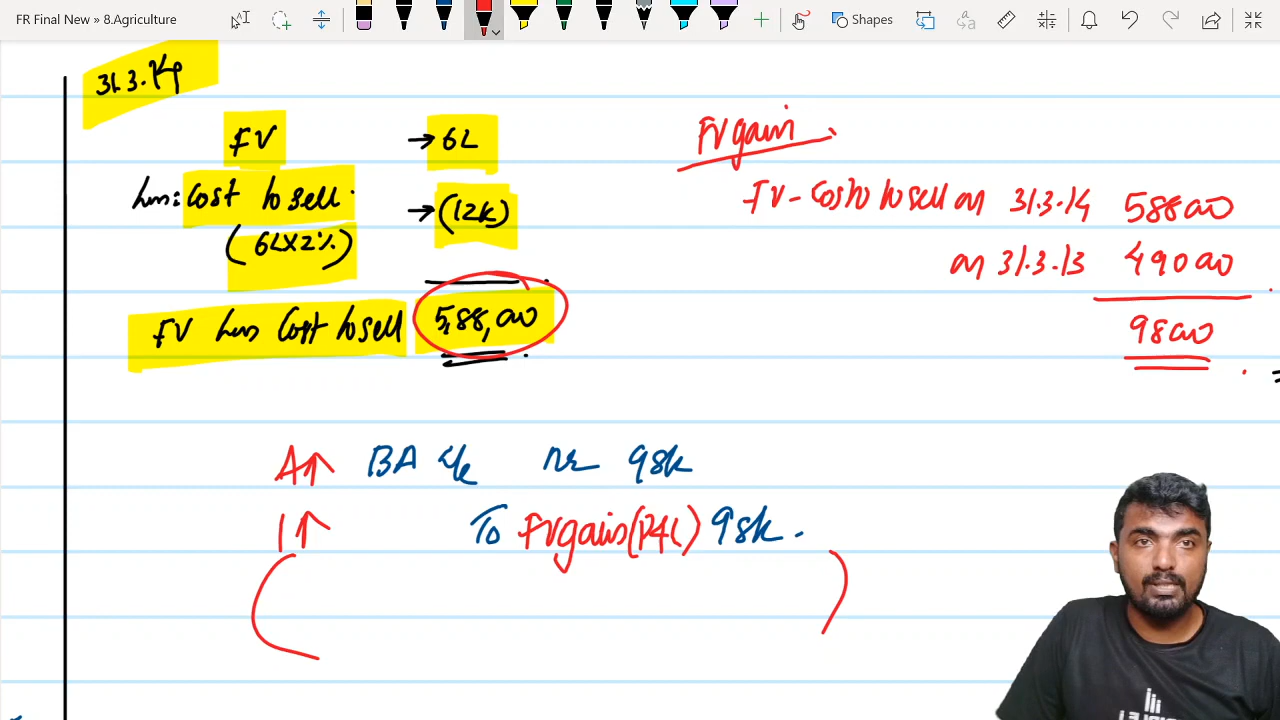 FR Final New » 8.Agriculture
Shapes
31.3.14
FV → 6L
Less: Cost to sell. → (12k)
(6L×2%)
FV Less Cost to sell 5,88,000
FV gain
FV - Cost to sell on 31.3.14 588000
on 31.3.13 490000
98000
A↑ BA a/c Dr 98k
I↑ To FV gain (P&L) 98k.